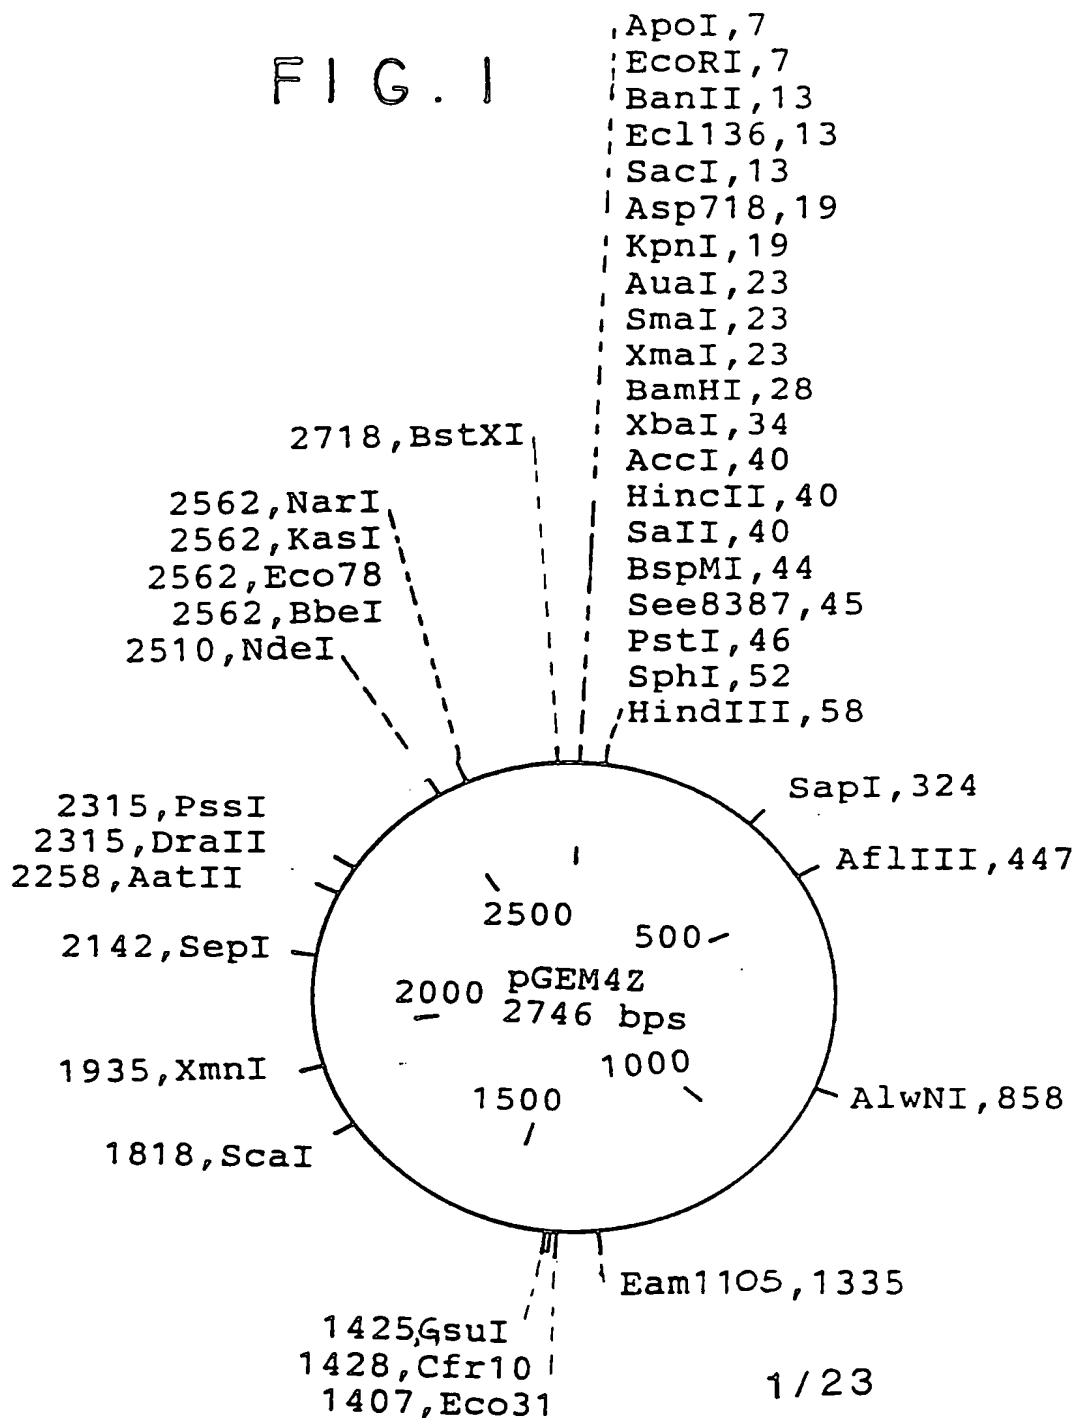 FIG. 1
ApoI,7
EcoRI,7
BanII,13
Ecl136,13
SacI,13
Asp718,19
KpnI,19
AuaI,23
SmaI,23
XmaI,23
BamHI,28
XbaI,34
AccI,40
HincII,40
SaII,40
BspMI,44
See8387,45
PstI,46
SphI,52
HindIII,58
2718,BstXI
2562,NarI
2562,KasI
2562,Eco78
2562,BbeI
2510,NdeI
2315,PssI
2315,DraII
2258,AatII
2142,SepI
1935,XmnI
1818,ScaI
SapI,324
AflIII,447
AlwNI,858
Eam1105,1335
2500
500
pGEM4Z
2000
2746 bps
1000
1500
1425,GsuI
1428,Cfr10
1407,Eco31
1/23